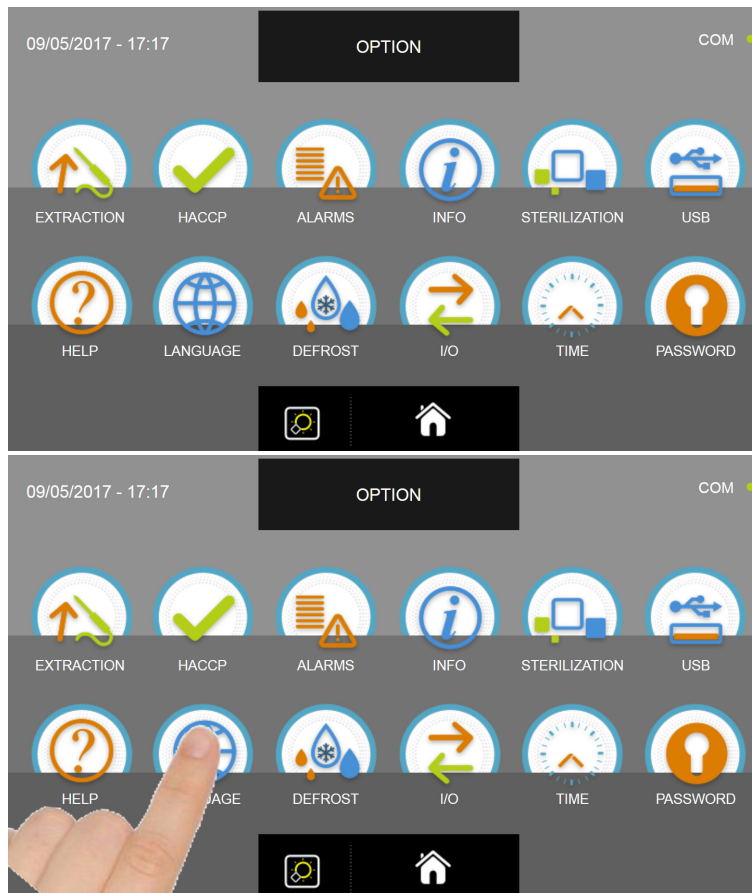 09/05/2017 - 17:17 OPTION COM
EXTRACTION HACCP ALARMS INFO STERILIZATION USB
HELP LANGUAGE DEFROST I/O TIME PASSWORD
09/05/2017 - 17:17 OPTION COM
EXTRACTION HACCP ALARMS INFO STERILIZATION USB
HELP UAGE DEFROST I/O TIME PASSWORD